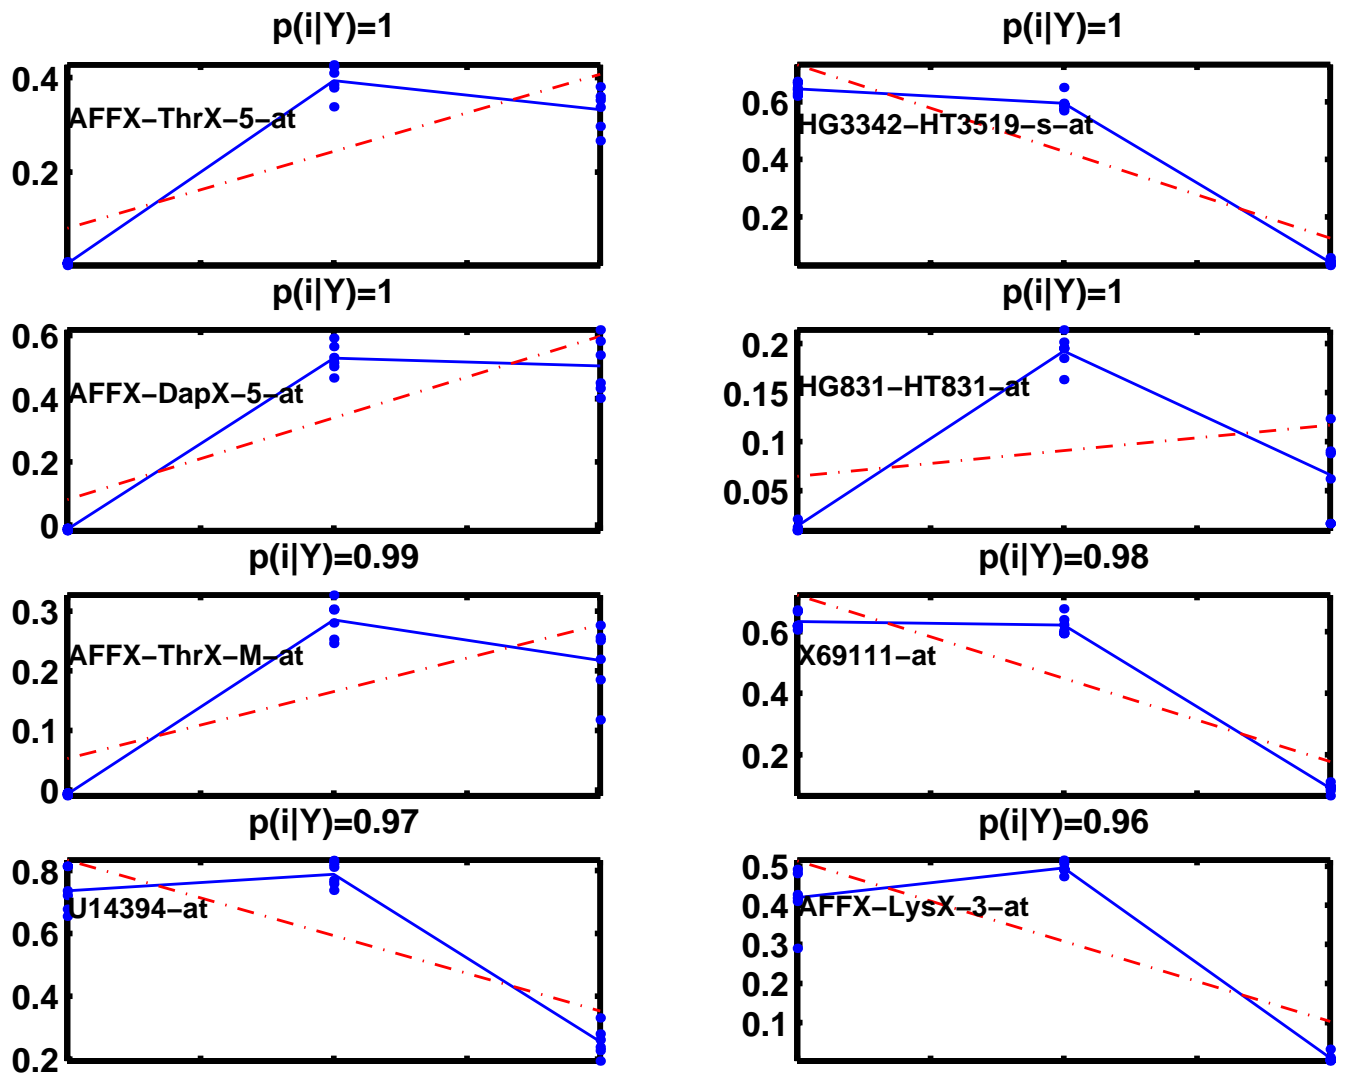 p(i|Y)=1
0.4
AFFX-ThrX-5-at
0.2
p(i|Y)=1
0.6
HG3342-HT3519-s-at
0.4
0.2
p(i|Y)=1
0.6
AFFX-DapX-5-at
0.4
0.2
0
p(i|Y)=1
0.2
HG831-HT831-at
0.15
0.1
0.05
p(i|Y)=0.99
0.3
AFFX-ThrX-M-at
0.2
0.1
0
p(i|Y)=0.98
0.6
X69111-at
0.4
0.2
p(i|Y)=0.97
0.8
U14394-at
0.6
0.4
0.2
p(i|Y)=0.96
0.5
AFFX-LysX-3-at
0.4
0.3
0.2
0.1